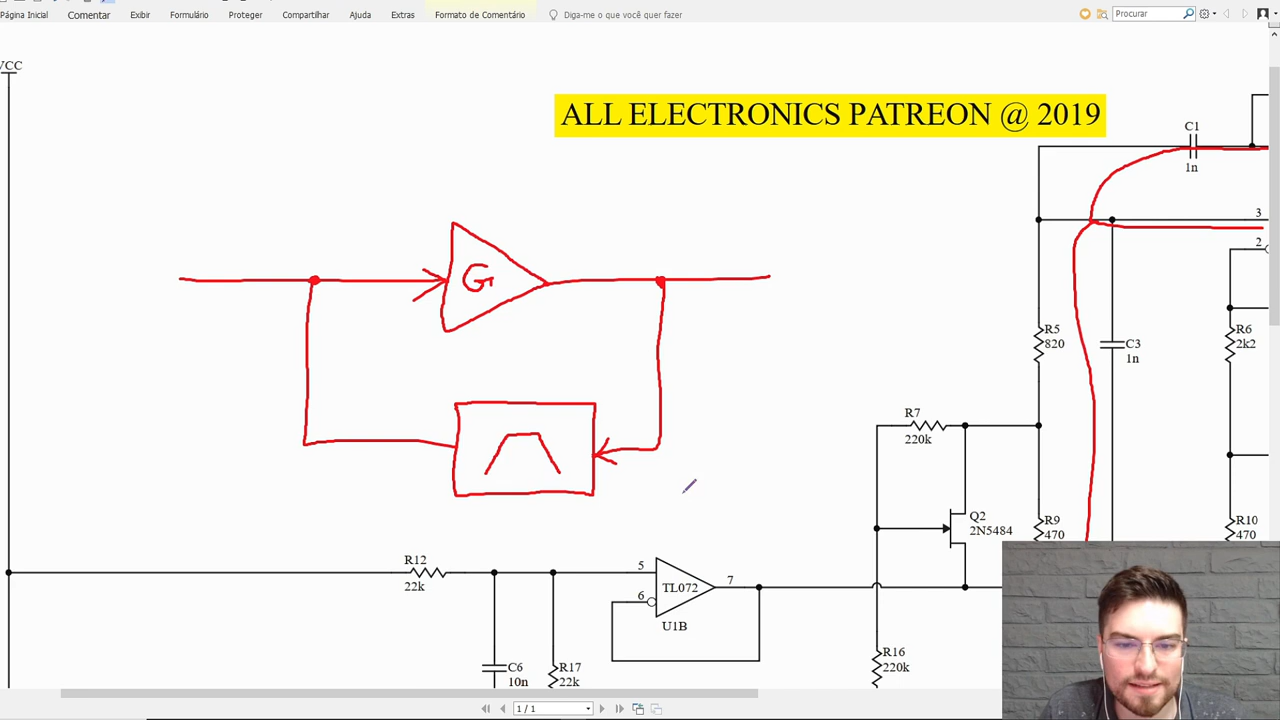 Página Inicial Comentar Exibir Formulário Proteger Compartilhar Ajuda Extras Formato de Comentário Diga-me o que você quer fazer Procurar
VCC
ALL ELECTRONICS PATREON @ 2019
C1
1n
3
2
G
R5
820
C3
1n
R6
2k2
R7
220k
Q2
2N5484
R9
470
R10
470
R12
22k
5
6
TL072
7
U1B
C6
10n
R17
22k
R16
220k
1 / 1